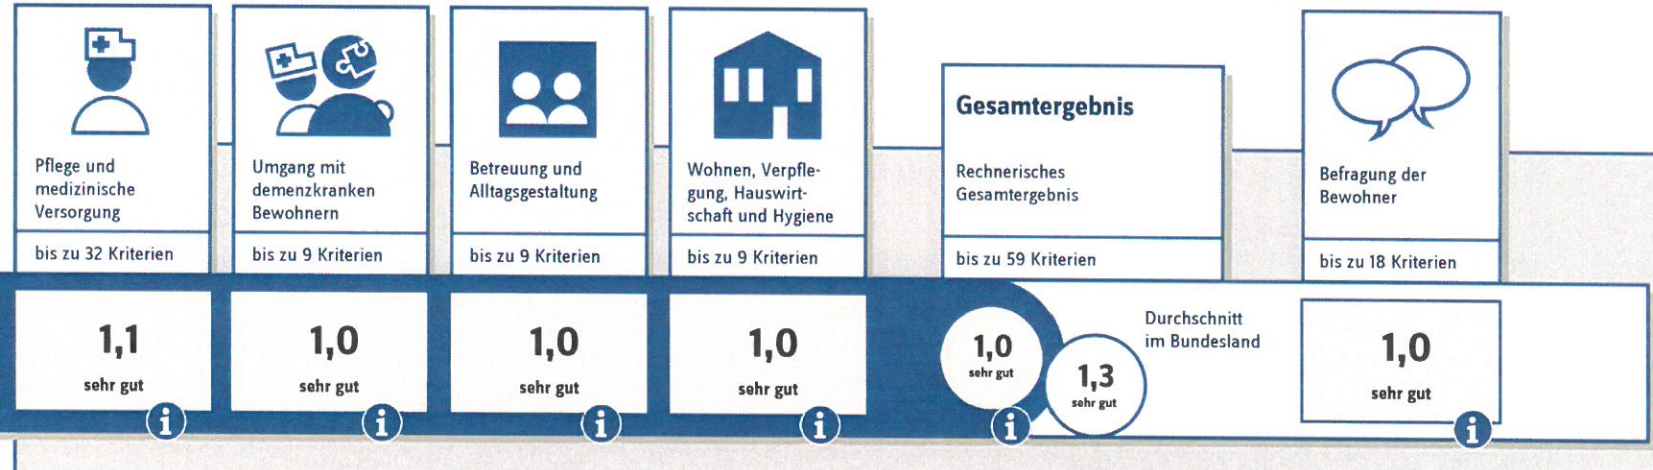 Pflege und
medizinische
Versorgung
bis zu 32 Kriterien
1,1
sehr gut
i
Umgang mit
demenzkranken
Bewohnern
bis zu 9 Kriterien
1,0
sehr gut
i
Betreuung und
Alltagsgestaltung
bis zu 9 Kriterien
1,0
sehr gut
i
Wohnen, Verpfle-
gung, Hauswirt-
schaft und Hygiene
bis zu 9 Kriterien
1,0
sehr gut
i
Gesamtergebnis
Rechnerisches
Gesamtergebnis
bis zu 59 Kriterien
1,0
sehr gut
i
1,3
sehr gut
Durchschnitt
im Bundesland
Befragung der
Bewohner
bis zu 18 Kriterien
1,0
sehr gut
i